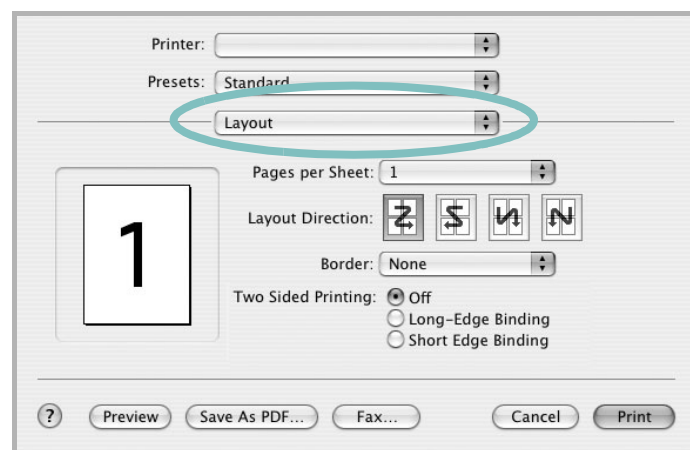 Printer:
Presets: Standard
Layout
Pages per Sheet: 1
Layout Direction:
Border: None
Two Sided Printing: Off
Long-Edge Binding
Short Edge Binding
1
? Preview Save As PDF... Fax... Cancel Print